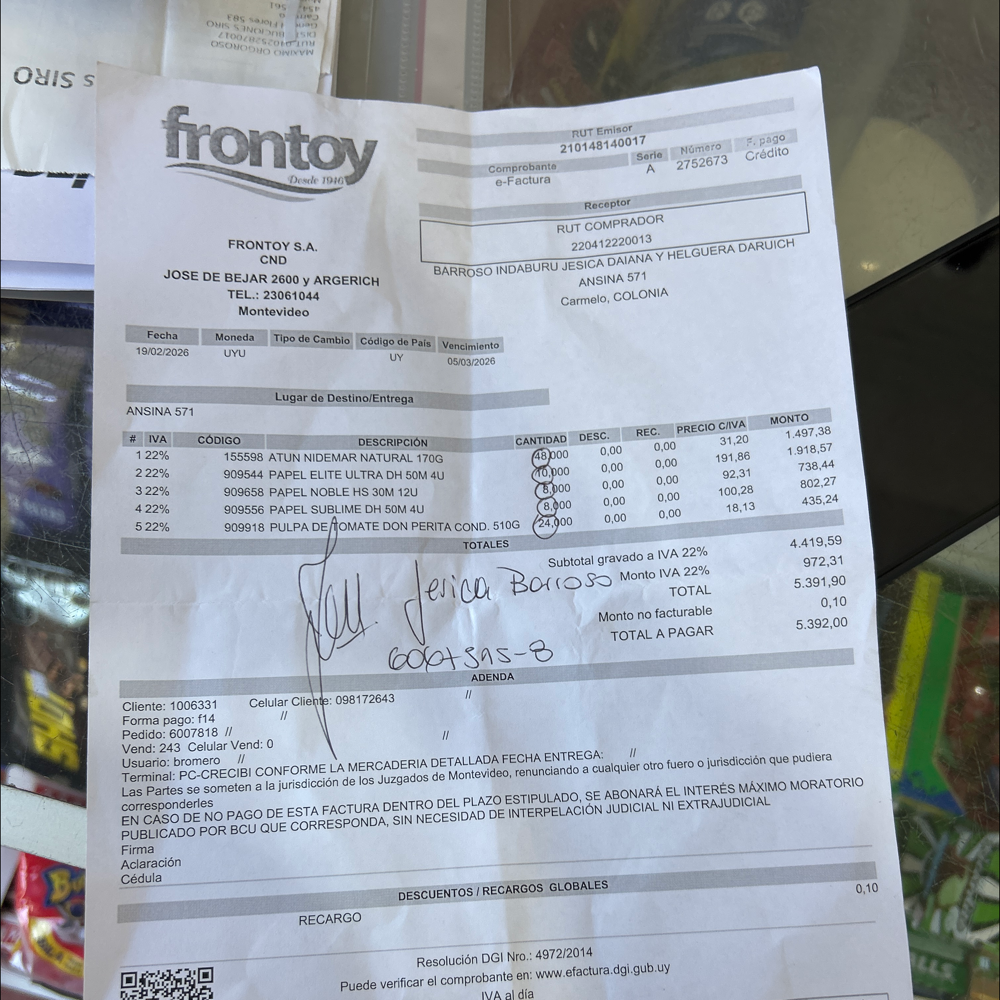 frontoy
Desde 1946
FRONTOY S.A.
CND
JOSE DE BEJAR 2600 y ARGERICH
TEL.: 23061044
Montevideo
RUT Emisor
210148140017
Comprobante Serie Número F. pago
e-Factura A 2752673 Crédito
Receptor
RUT COMPRADOR
220412220013
BARROSO INDABURU JESICA DAIANA Y HELGUERA DARUICH
ANSINA 571
Carmelo, COLONIA
Fecha Moneda Tipo de Cambio Código de País Vencimiento
19/02/2026 UYU UY 05/03/2026
Lugar de Destino/Entrega
ANSINA 571
# IVA CÓDIGO DESCRIPCIÓN CANTIDAD DESC. REC. PRECIO C/IVA MONTO
1 22% 155598 ATUN NIDEMAR NATURAL 170G 48,000 0,00 0,00 31,20 1.497,38
2 22% 909544 PAPEL ELITE ULTRA DH 50M 4U 10,000 0,00 0,00 191,86 1.918,57
3 22% 909658 PAPEL NOBLE HS 30M 12U 8,000 0,00 0,00 92,31 738,44
4 22% 909556 PAPEL SUBLIME DH 50M 4U 8,000 0,00 0,00 100,28 802,27
5 22% 909918 PULPA DE TOMATE DON PERITA COND. 510G 24,000 0,00 0,00 18,13 435,24
TOTALES
Subtotal gravado a IVA 22% 4.419,59
Monto IVA 22% 972,31
TOTAL 5.391,90
Monto no facturable 0,10
TOTAL A PAGAR 5.392,00
Jesica Barroso
ADENDA
Cliente: 1006331 Celular Cliente: 098172643 //
Forma pago: f14 //
Pedido: 6007818 // //
Vend: 243 Celular Vend: 0
Usuario: bromero //
Terminal: PC-CRECIBI CONFORME LA MERCADERIA DETALLADA FECHA ENTREGA: //
Las Partes se someten a la jurisdicción de los Juzgados de Montevideo, renunciando a cualquier otro fuero o jurisdicción que pudiera
corresponderles
EN CASO DE NO PAGO DE ESTA FACTURA DENTRO DEL PLAZO ESTIPULADO, SE ABONARÁ EL INTERÉS MÁXIMO MORATORIO
PUBLICADO POR BCU QUE CORRESPONDA, SIN NECESIDAD DE INTERPELACIÓN JUDICIAL NI EXTRAJUDICIAL
Firma
Aclaración
Cédula
DESCUENTOS / RECARGOS GLOBALES
RECARGO 0,10
Resolución DGI Nro.: 4972/2014
Puede verificar el comprobante en: www.efactura.dgi.gub.uy
IVA al día